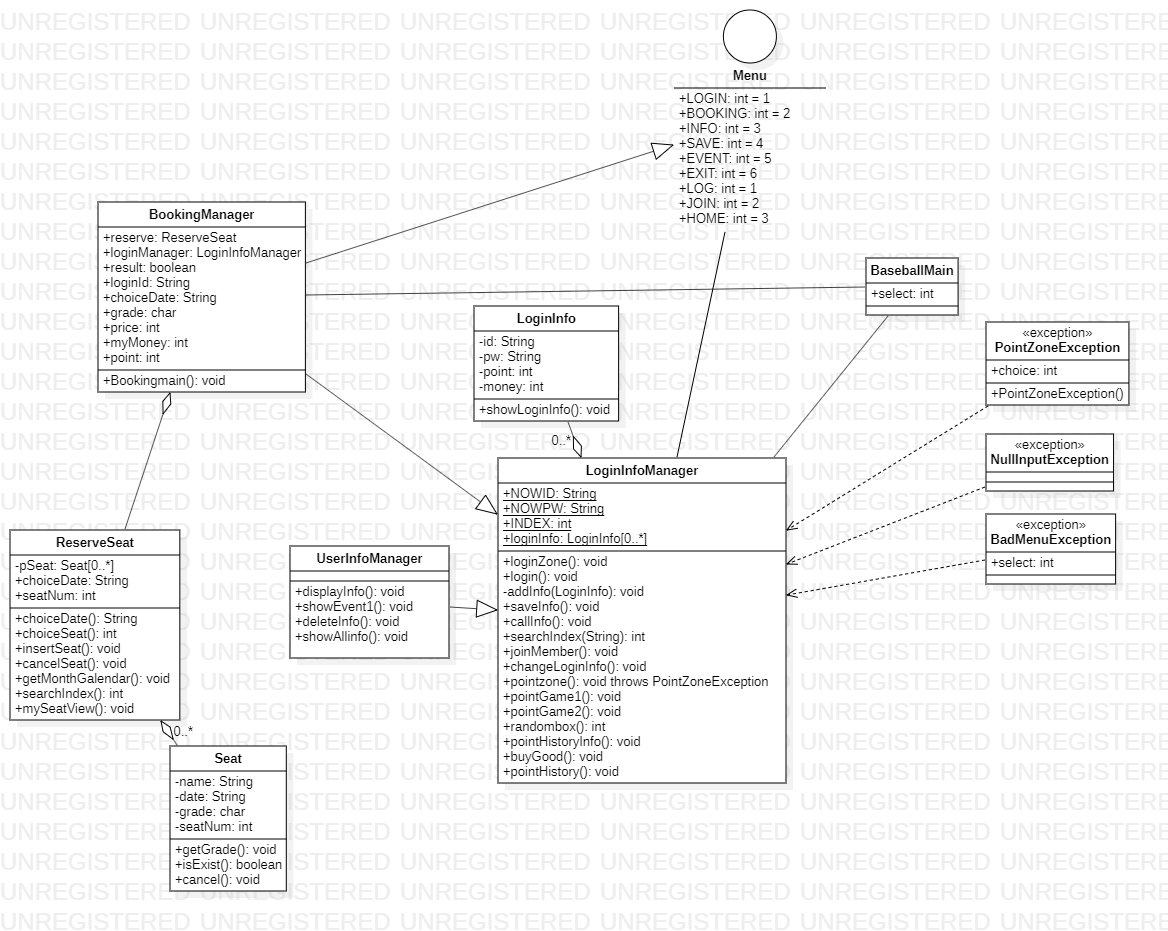 Menu
+LOGIN: int = 1
+BOOKING: int = 2
+INFO: int = 3
+SAVE: int = 4
+EVENT: int = 5
+EXIT: int = 6
+LOG: int = 1
+JOIN: int = 2
+HOME: int = 3
BookingManager
+reserve: ReserveSeat
+loginManager: LoginInfoManager
+result: boolean
+loginId: String
+choiceDate: String
+grade: char
+price: int
+myMoney: int
+point: int
+Bookingmain(): void
BaseballMain
+select: int
LoginInfo
-id: String
-pw: String
-point: int
-money: int
+showLoginInfo(): void
0..*
«exception»
PointZoneException
+choice: int
+PointZoneException()
«exception»
NullInputException
«exception»
BadMenuException
+select: int
LoginInfoManager
+NOWID: String
+NOWPW: String
+INDEX: int
+loginInfo: LoginInfo[0..*]
+loginZone(): void
+login(): void
-addInfo(LoginInfo): void
+saveInfo(): void
+callInfo(): void
+searchIndex(String): int
+joinMember(): void
+changeLoginInfo(): void
+pointzone(): void throws PointZoneException
+pointGame1(): void
+pointGame2(): void
+randombox(): int
+pointHistoryInfo(): void
+buyGood(): void
+pointHistory(): void
UserInfoManager
+displayInfo(): void
+showEvent1(): void
+deleteInfo(): void
+showAllinfo(): void
ReserveSeat
-pSeat: Seat[0..*]
+choiceDate: String
+seatNum: int
+choiceDate(): String
+choiceSeat(): int
+insertSeat(): void
+cancelSeat(): void
+getMonthGalendar(): void
+searchIndex(): int
+mySeatView(): void
0..*
Seat
-name: String
-date: String
-grade: char
-seatNum: int
+getGrade(): void
+isExist(): boolean
+cancel(): void
UNREGISTERED